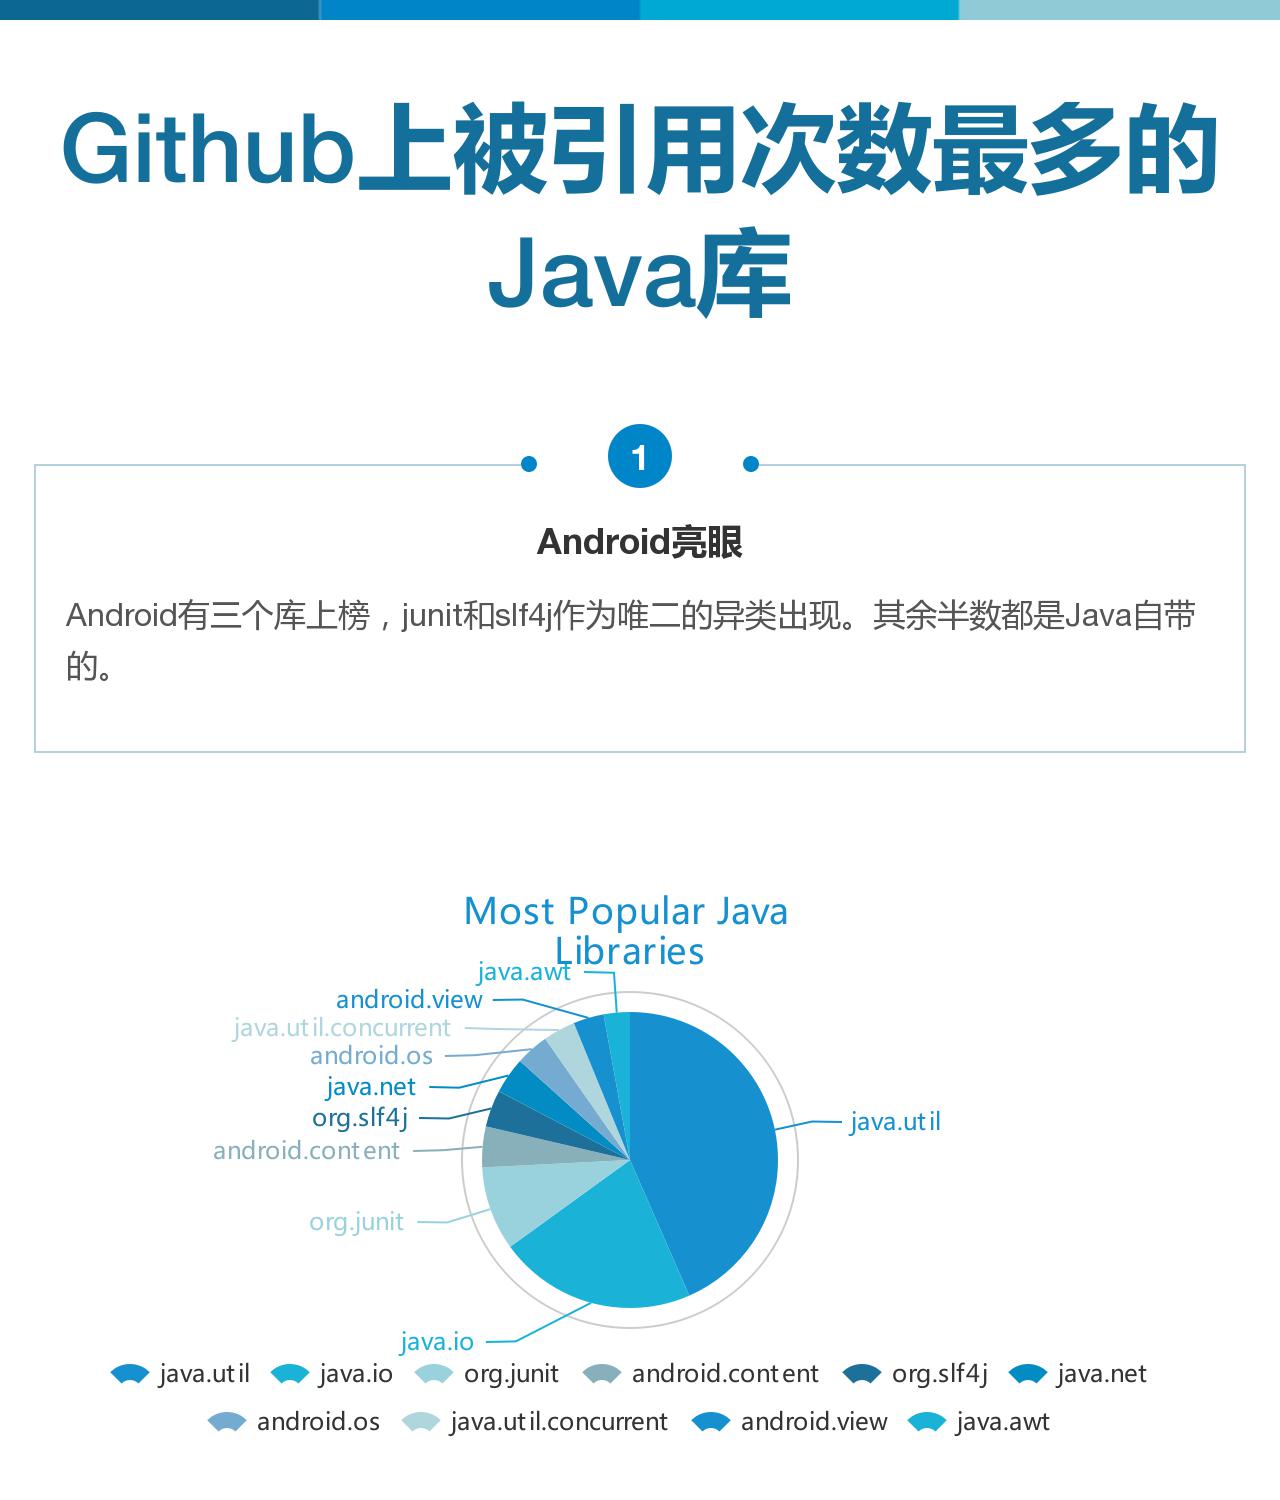 Github上被引用次数最多的
Java库
1
Android亮眼
Android有三个库上榜，junit和slf4j作为唯二的异类出现。其余半数都是Java自带
的。
Most Popular Java
Libraries
java.awt
android.view
java.util.concurrent
android.os
java.net
org.slf4j
java.util
android.content
org.junit
java.io
java.util java.io org.junit android.content org.slf4j java.net
android.os java.util.concurrent android.view java.awt